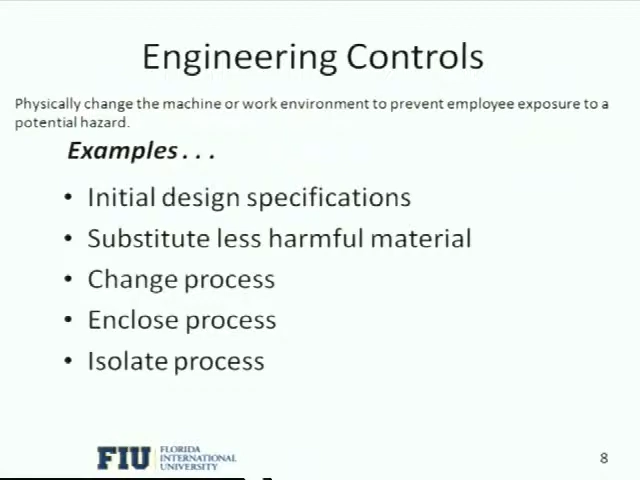 Engineering Controls
Physically change the machine or work environment to prevent employee exposure to a
potential hazard.
Examples . . .
• Initial design specifications
• Substitute less harmful material
• Change process
• Enclose process
• Isolate process
FIU
FLORIDA
INTERNATIONAL
UNIVERSITY
8